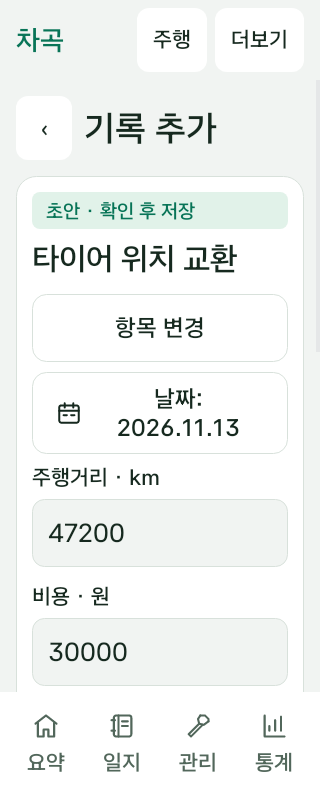 차곡
주행
더보기
‹
기록 추가
초안 · 확인 후 저장
타이어 위치 교환
항목 변경
날짜:
2026.11.13
주행거리 · km
47200
비용 · 원
30000
요약
일지
관리
통계